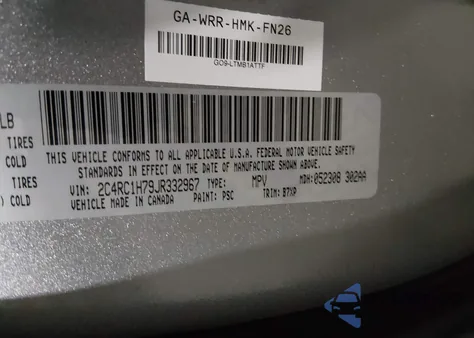 GA-WRR-HMK-FN26
GO9-LTMB1ATTF
LB
TIRES
COLD
TIRES
) COLD
THIS VEHICLE CONFORMS TO ALL APPLICABLE U.S.A. FEDERAL MOTOR VEHICLE SAFETY
STANDARDS IN EFFECT ON THE DATE OF MANUFACTURE SHOWN ABOVE.
VIN: 2C4RC1H79JR332967 TYPE: MPV MDH: 052308 302AA
VEHICLE MADE IN CANADA PAINT: PSC TRIM: B7XP